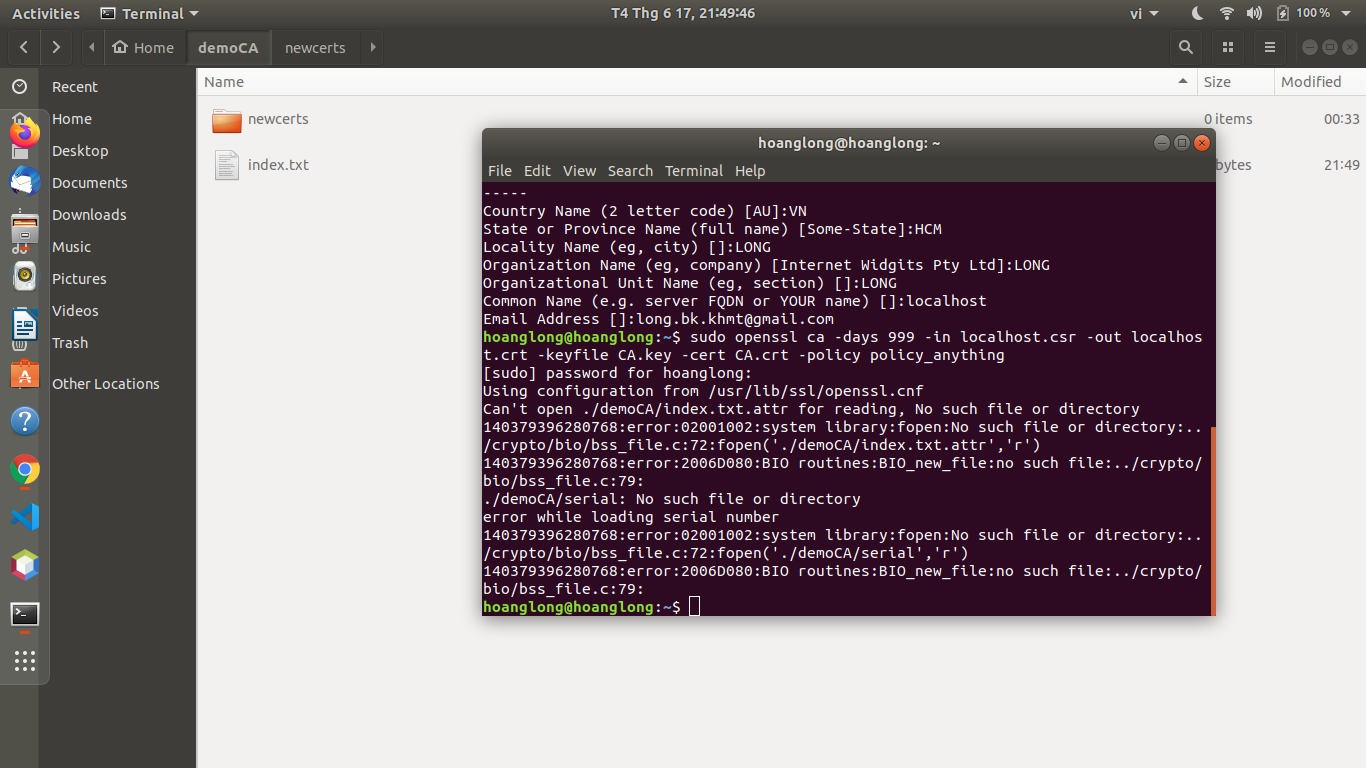 Activities Terminal T4 Thg 6 17, 21:49:46 vi 100 %
Home demoCA newcerts
Name Size Modified
Recent
newcerts 0 items 00:33
Home
Desktop
index.txt bytes 21:49
Documents
Downloads
Music
Pictures
Videos
Trash
Other Locations
hoanglong@hoanglong: ~
File Edit View Search Terminal Help
-----
Country Name (2 letter code) [AU]:VN
State or Province Name (full name) [Some-State]:HCM
Locality Name (eg, city) []:LONG
Organization Name (eg, company) [Internet Widgits Pty Ltd]:LONG
Organizational Unit Name (eg, section) []:LONG
Common Name (e.g. server FQDN or YOUR name) []:localhost
Email Address []:long.bk.khmt@gmail.com
hoanglong@hoanglong:~$ sudo openssl ca -days 999 -in localhost.csr -out localhos
t.crt -keyfile CA.key -cert CA.crt -policy policy_anything
[sudo] password for hoanglong:
Using configuration from /usr/lib/ssl/openssl.cnf
Can't open ./demoCA/index.txt.attr for reading, No such file or directory
140379396280768:error:02001002:system library:fopen:No such file or directory:..
/crypto/bio/bss_file.c:72:fopen('./demoCA/index.txt.attr','r')
140379396280768:error:2006D080:BIO routines:BIO_new_file:no such file:../crypto/
bio/bss_file.c:79:
./demoCA/serial: No such file or directory
error while loading serial number
140379396280768:error:02001002:system library:fopen:No such file or directory:..
/crypto/bio/bss_file.c:72:fopen('./demoCA/serial','r')
140379396280768:error:2006D080:BIO routines:BIO_new_file:no such file:../crypto/
bio/bss_file.c:79:
hoanglong@hoanglong:~$